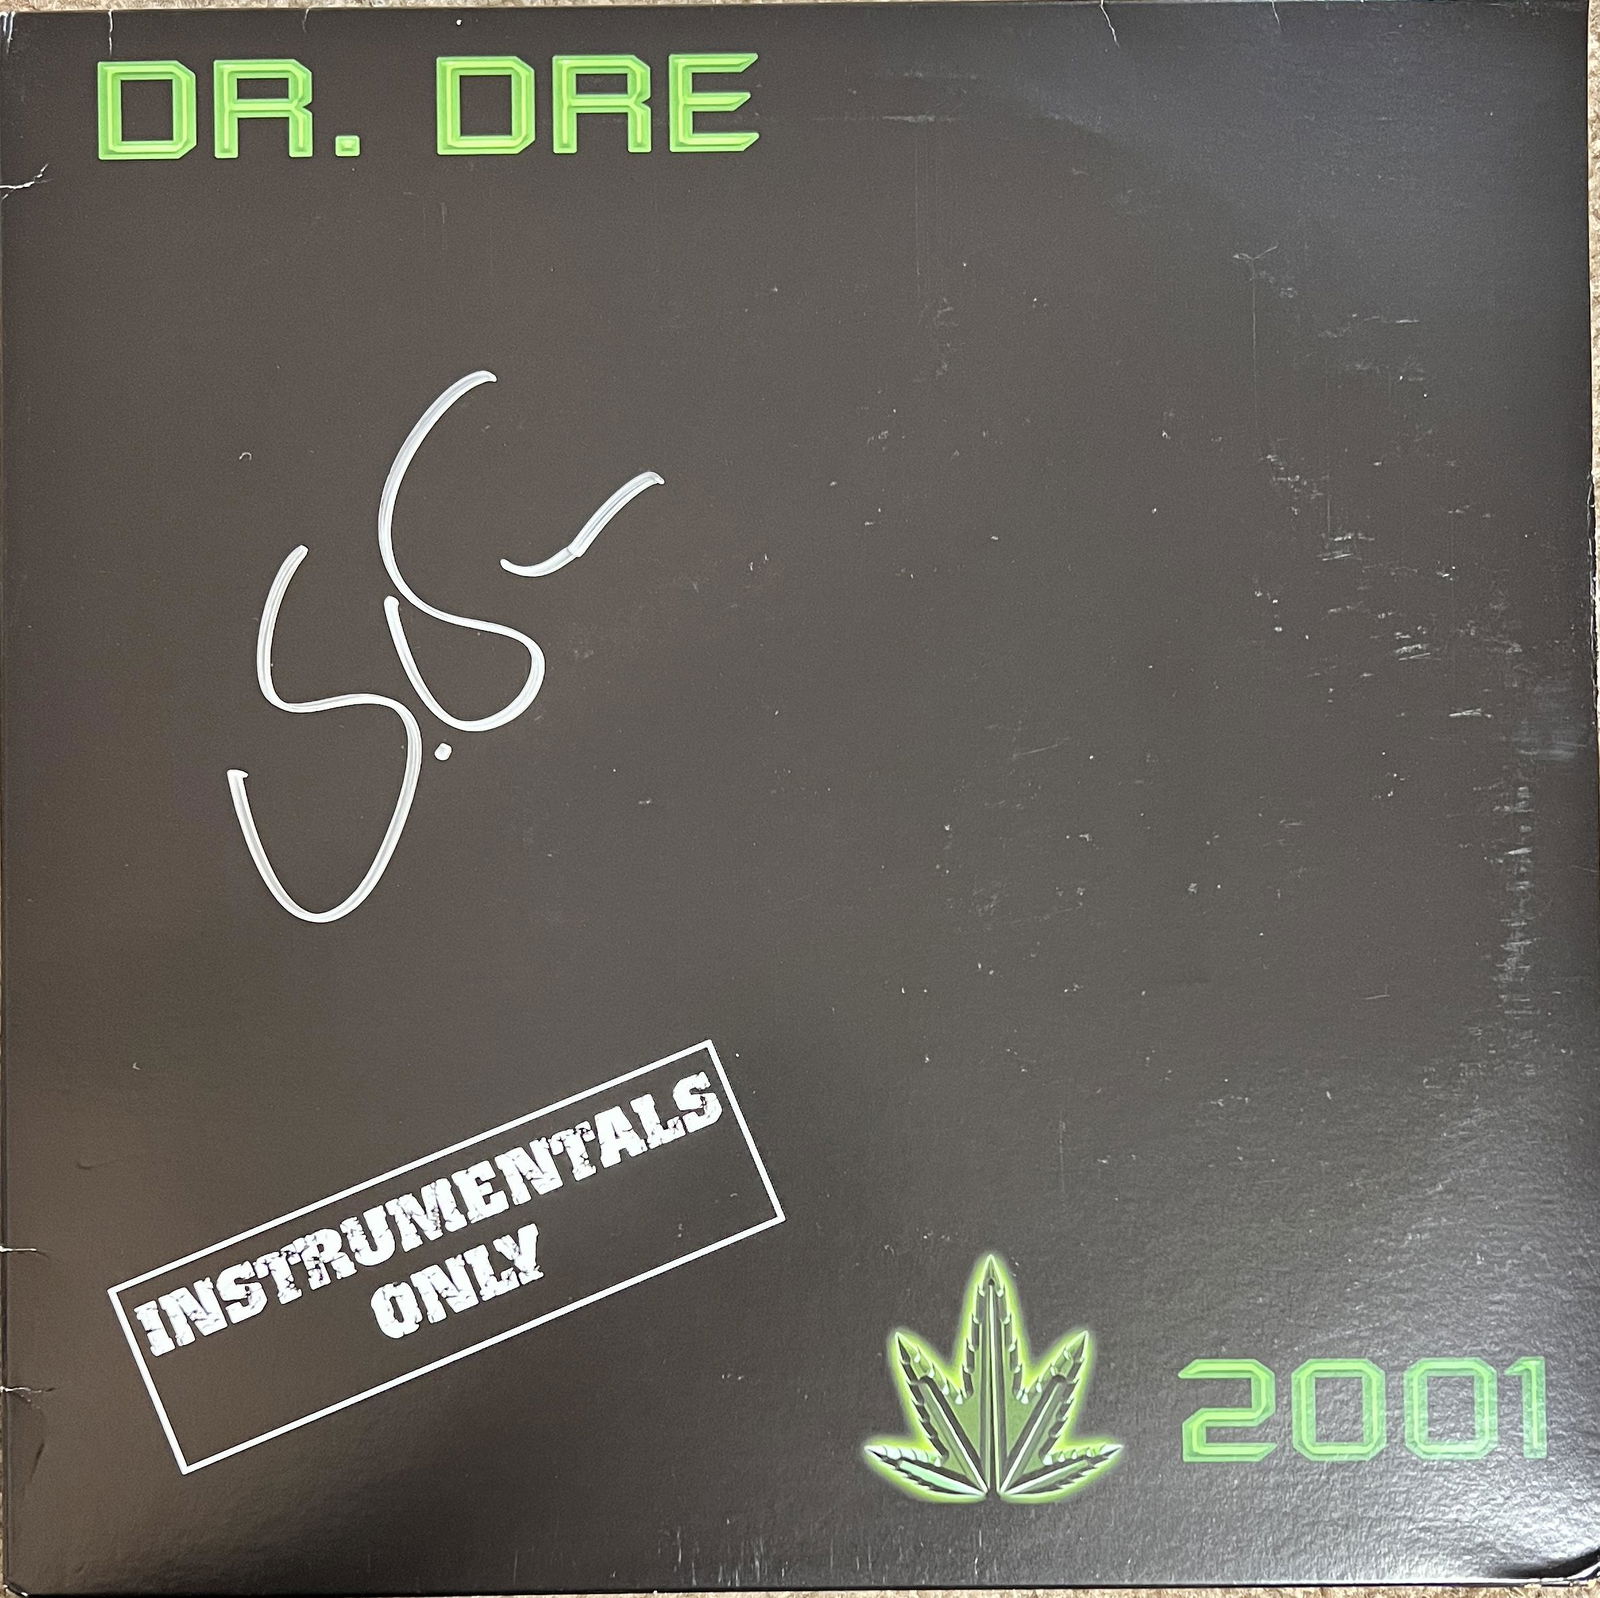 DR. DRE
INSTRUMENTALS
ONLY
2001